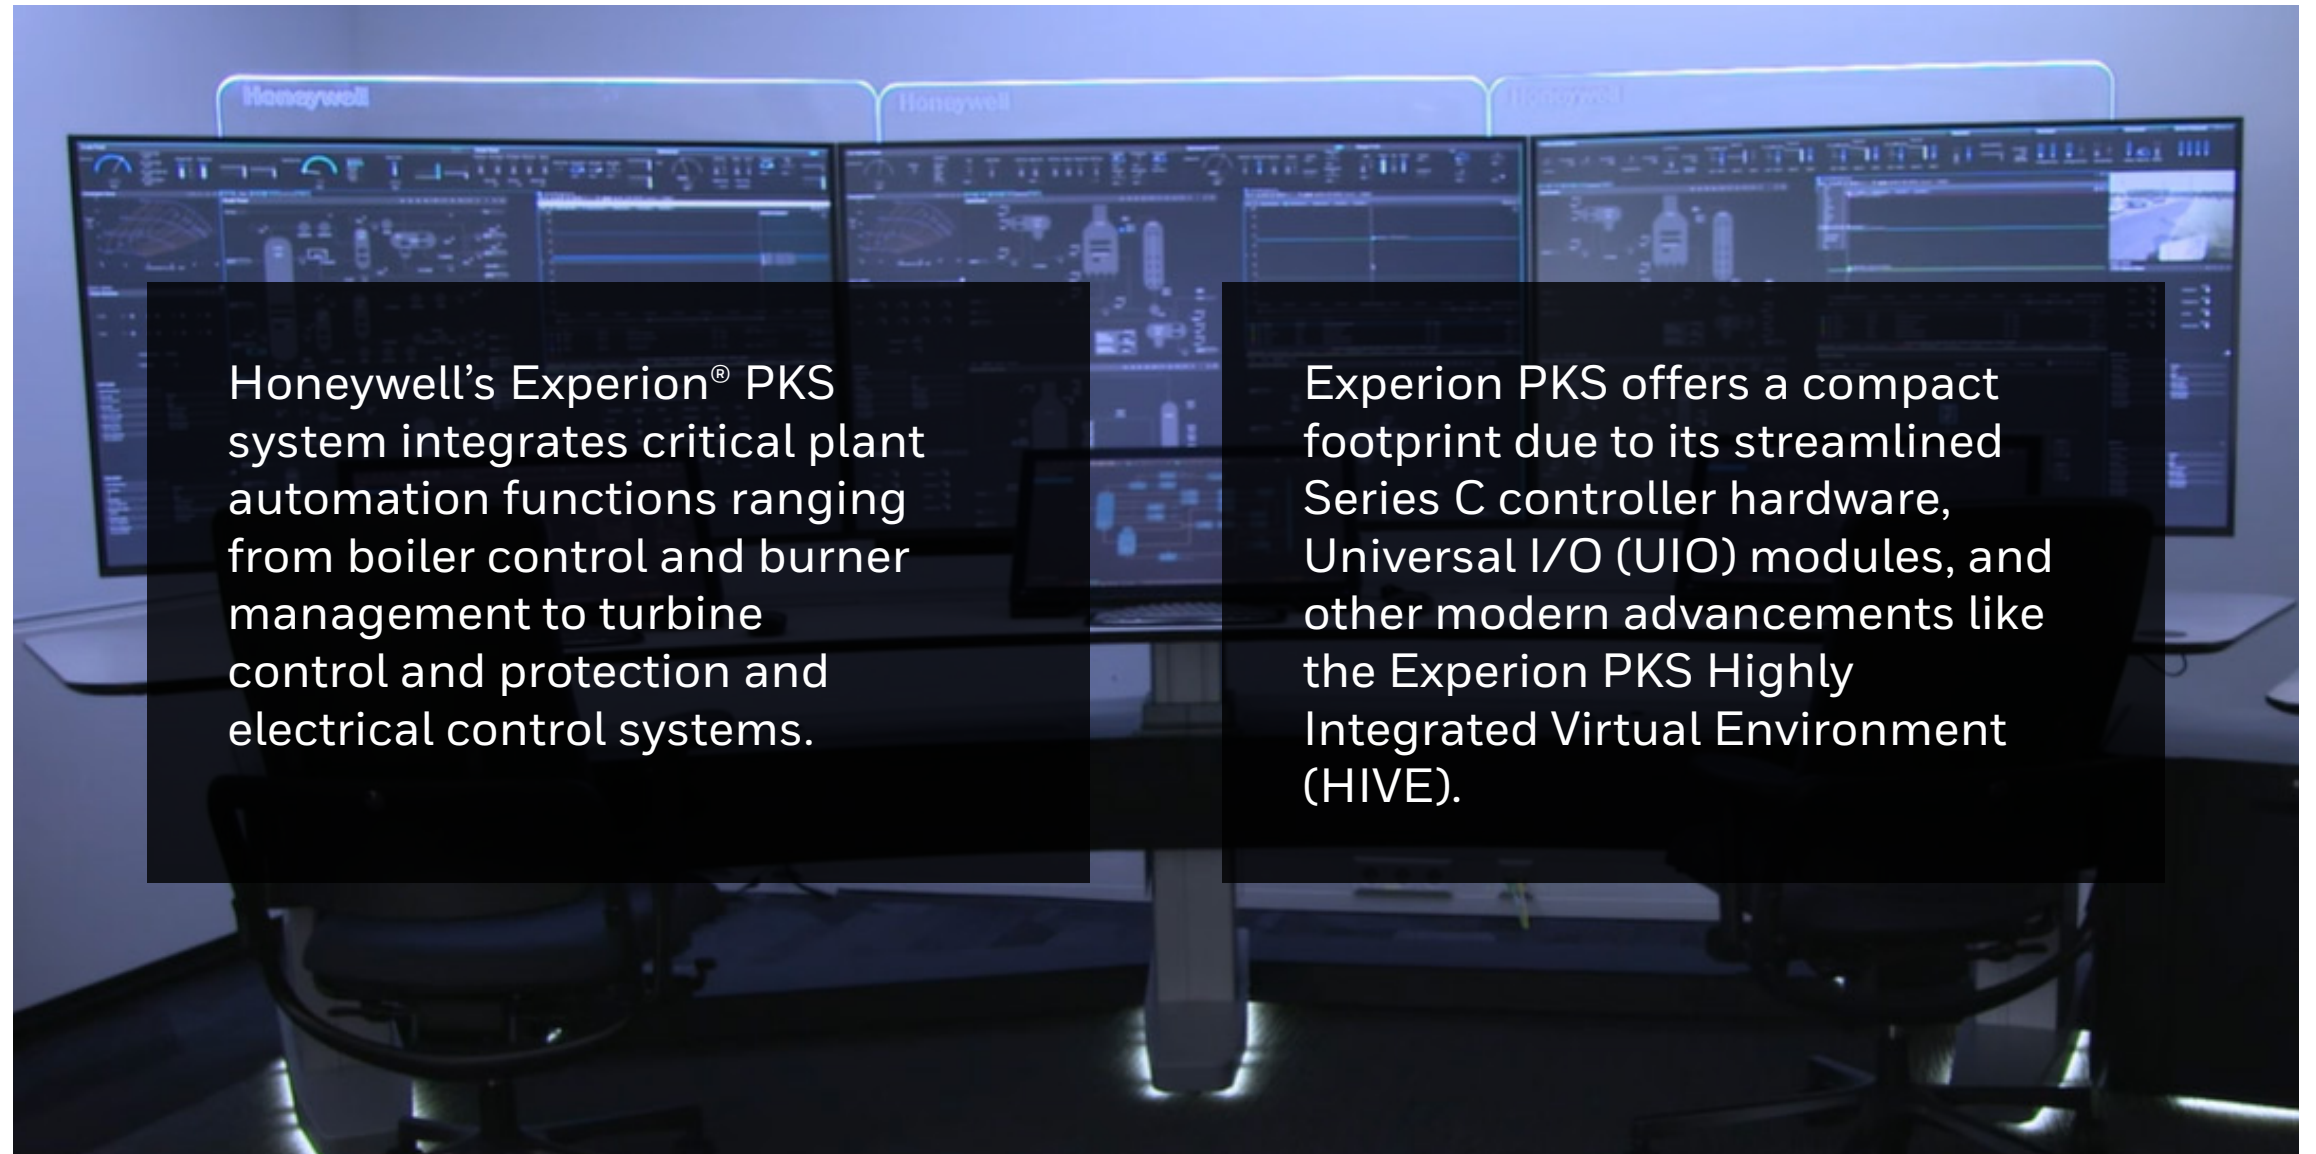 Honeywell
Honeywell
Honeywell
Honeywell’s Experion® PKS
system integrates critical plant
automation functions ranging
from boiler control and burner
management to turbine
control and protection and
electrical control systems.
Experion PKS offers a compact
footprint due to its streamlined
Series C controller hardware,
Universal I/O (UIO) modules, and
other modern advancements like
the Experion PKS Highly
Integrated Virtual Environment
(HIVE).